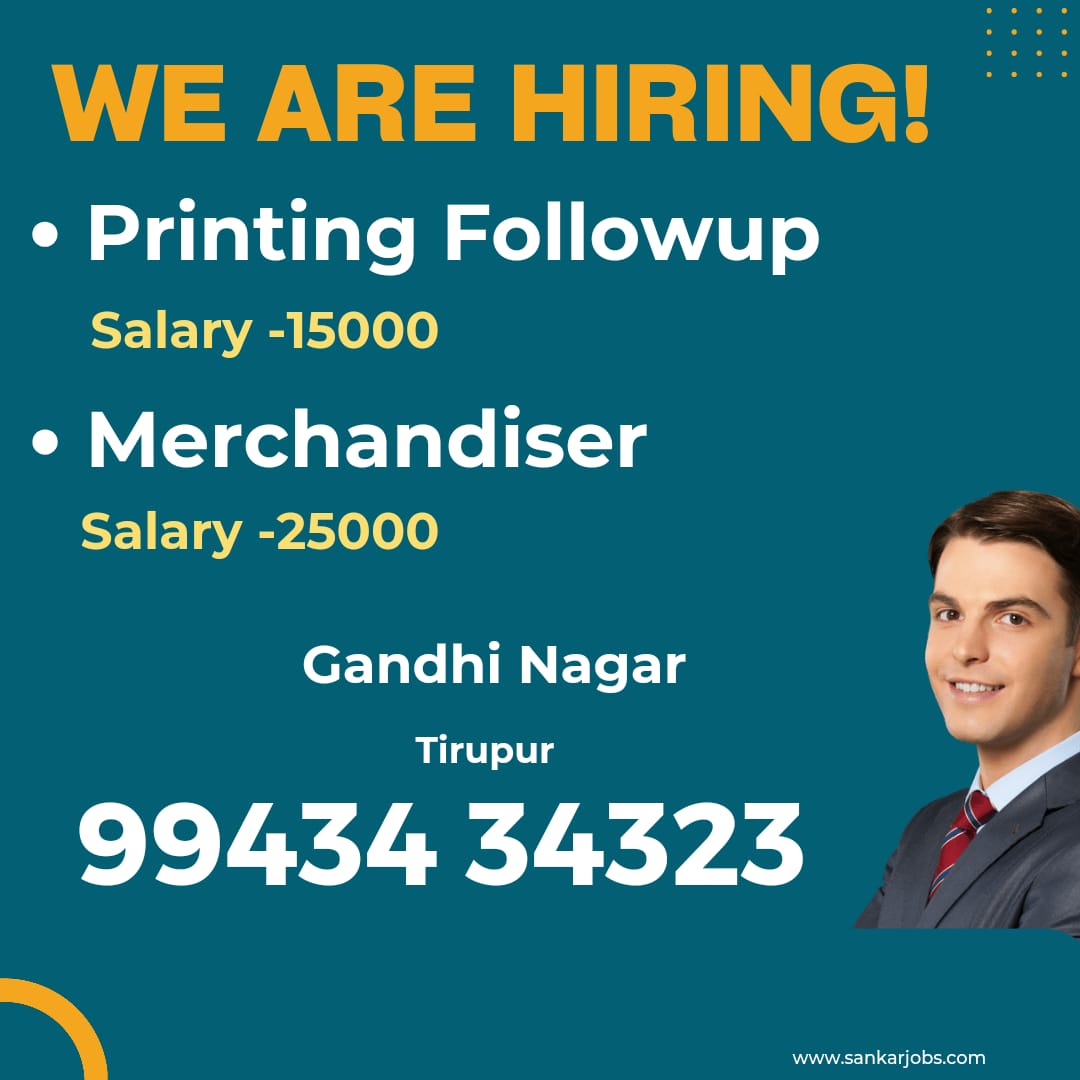 WE ARE HIRING!
• Printing Followup
Salary -15000
• Merchandiser
Salary -25000
Gandhi Nagar
Tirupur
99434 34323
www.sankarjobs.com